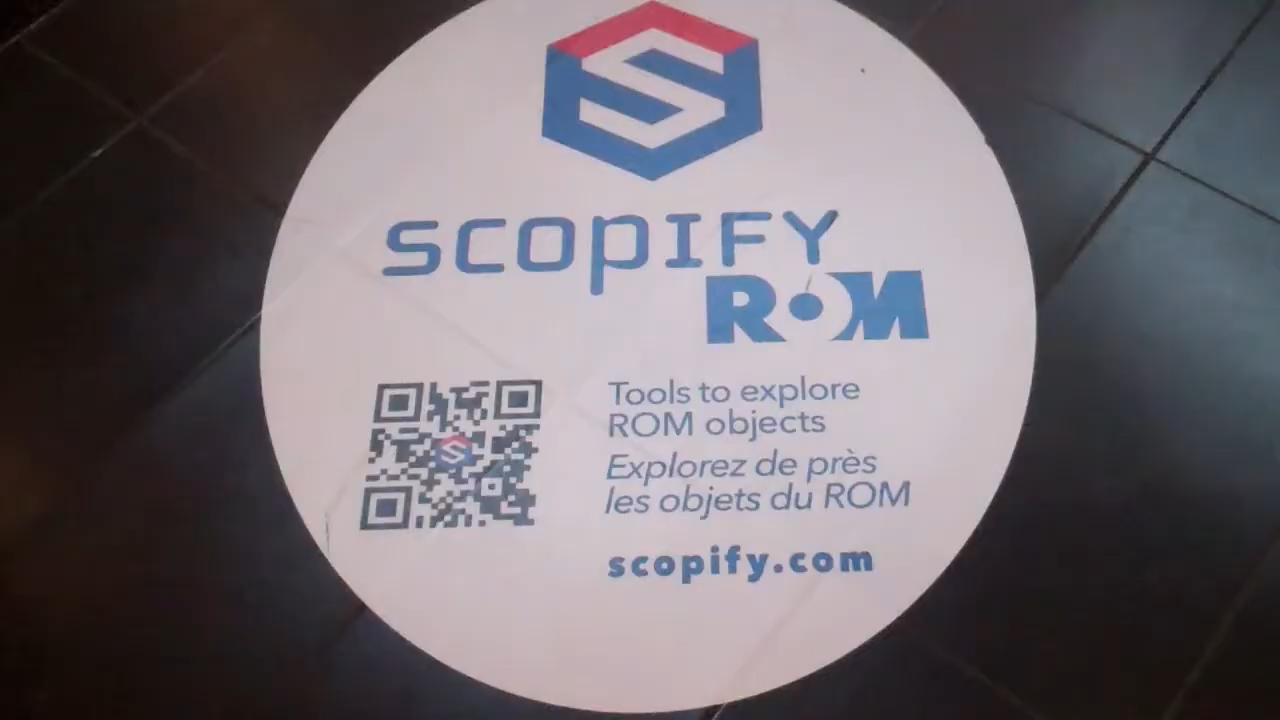 SCOPIFY
ROM
Tools to explore
ROM objects
Explorez de près
les objets du ROM
scopify.com